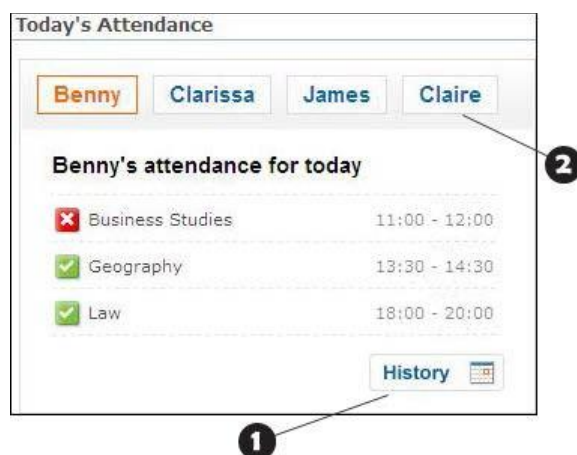 Today's Attendance
Benny Clarissa James Claire
2
Benny's attendance for today
Business Studies 11:00 - 12:00
Geography 13:30 - 14:30
Law 18:00 - 20:00
History
1